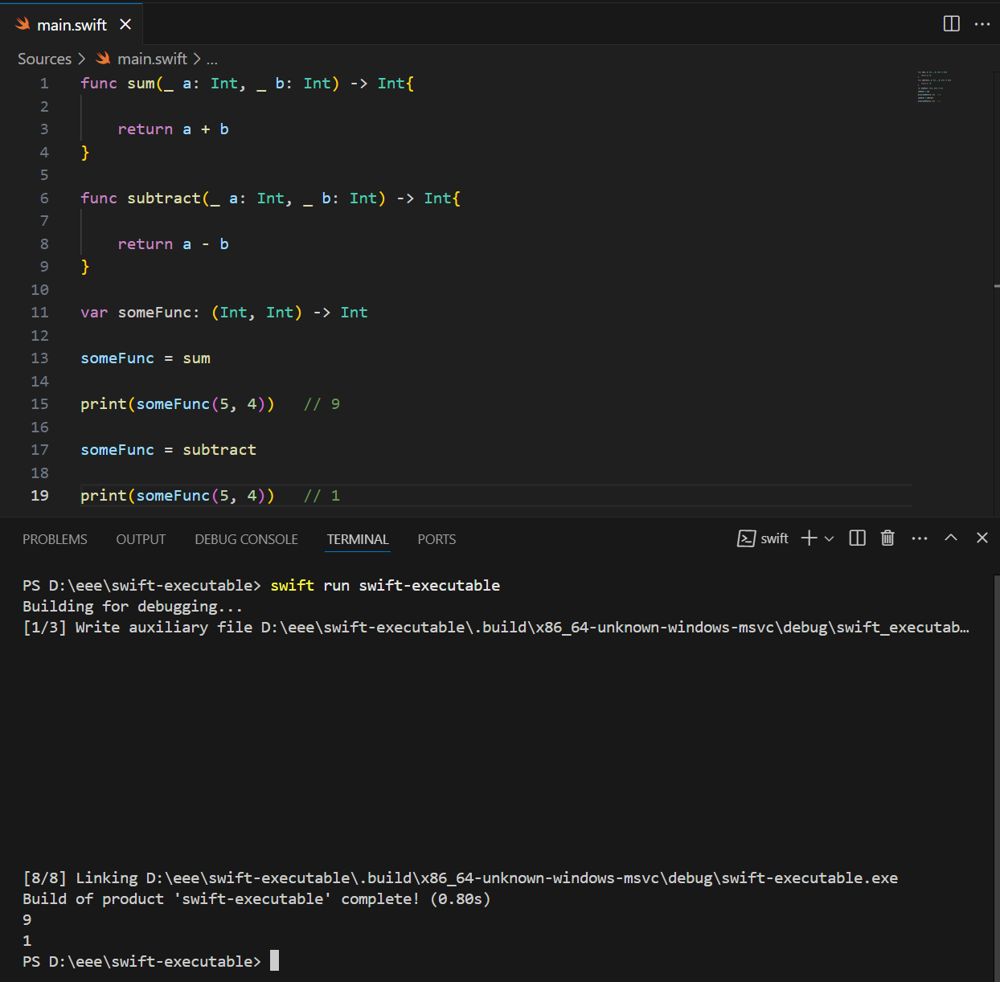 main.swift
Sources > main.swift > ...
1 func sum(_ a: Int, _ b: Int) -> Int{
2
3 return a + b
4 }
5
6 func subtract(_ a: Int, _ b: Int) -> Int{
7
8 return a - b
9 }
10
11 var someFunc: (Int, Int) -> Int
12
13 someFunc = sum
14
15 print(someFunc(5, 4)) // 9
16
17 someFunc = subtract
18
19 print(someFunc(5, 4)) // 1
PROBLEMS OUTPUT DEBUG CONSOLE TERMINAL PORTS swift
PS D:\eee\swift-executable> swift run swift-executable
Building for debugging...
[1/3] Write auxiliary file D:\eee\swift-executable\.build\x86_64-unknown-windows-msvc\debug\swift_executab…
[8/8] Linking D:\eee\swift-executable\.build\x86_64-unknown-windows-msvc\debug\swift-executable.exe
Build of product 'swift-executable' complete! (0.80s)
9
1
PS D:\eee\swift-executable>